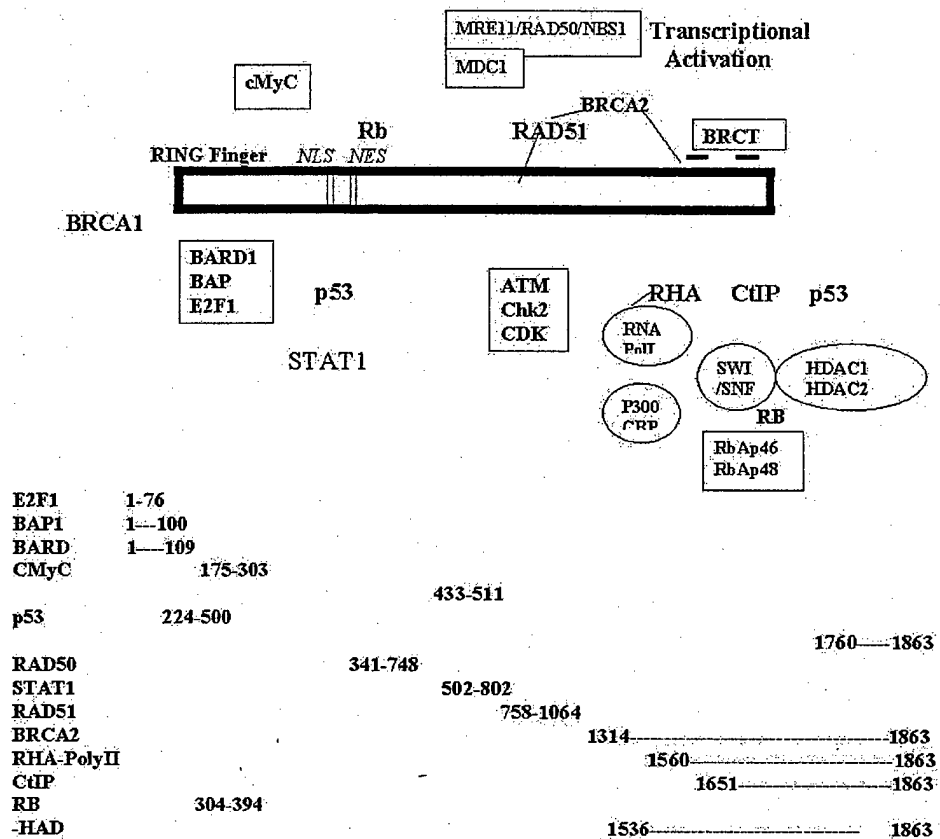 MRE11/RAD50/NBS1 Transcriptional
MDC1 Activation
cMyC
BRCA2
Rb RAD51 BRCT
RING Finger NLS NES
BRCA1
BARD1
BAP
E2F1
p53
STAT1
ATM
Chk2
CDK
RHA CtIP p53
RNA
PolI
SWI
/SNF
HDAC1
HDAC2
P300
CBP
RB
RbAp46
RbAp48
E2F1 1-76
BAP1 1---100
BARD 1----109
CMyC 175-303
433-511
p53 224-500
1760-----1863
RAD50 341-748
STAT1 502-802
RAD51 758-1064
BRCA2 1314-----------------------------1863
RHA-PolyII 1560-----------------------1863
CtIP 1651------------------1863
RB 304-394
-HAD 1536-------------------------- 1863